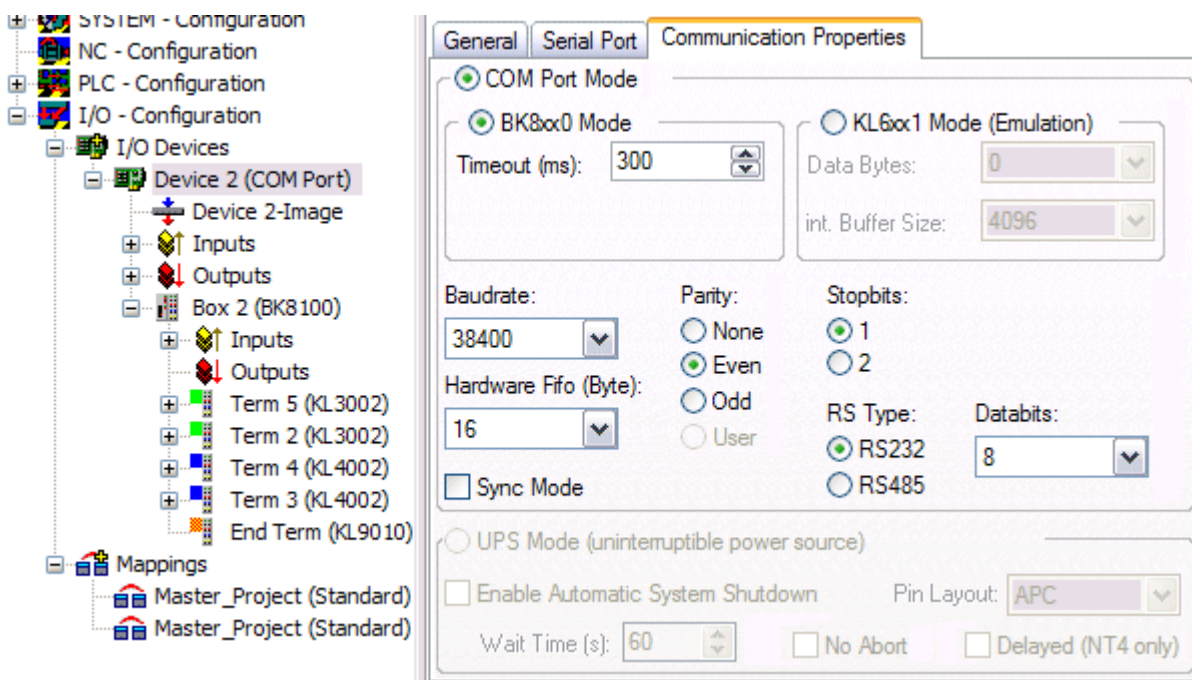 SYSTEM - Configuration
NC - Configuration
PLC - Configuration
I/O - Configuration
I/O Devices
Device 2 (COM Port)
Device 2-Image
Inputs
Outputs
Box 2 (BK8100)
Inputs
Outputs
Term 5 (KL3002)
Term 2 (KL3002)
Term 4 (KL4002)
Term 3 (KL4002)
End Term (KL9010)
Mappings
Master_Project (Standard)
Master_Project (Standard)
General Serial Port Communication Properties
COM Port Mode
BK8xx0 Mode
Timeout (ms): 300
KL6xx1 Mode (Emulation)
Data Bytes: 0
int. Buffer Size: 4096
Baudrate:
38400
Hardware Fifo (Byte):
16
Sync Mode
Parity:
None
Even
Odd
User
Stopbits:
1
2
RS Type:
RS232
RS485
Databits:
8
UPS Mode (uninterruptible power source)
Enable Automatic System Shutdown
Pin Layout: APC
Wait Time (s): 60
No Abort
Delayed (NT4 only)